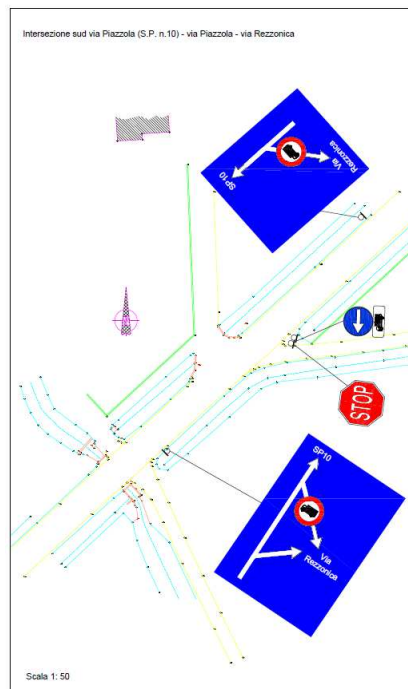 Intersezione sud via Piazzola (S.P. n.10) - via Piazzola - via Rezzonica
Via
Rezzonica
SP10
STOP
SP10
Via
Rezzonica
Scala 1: 50